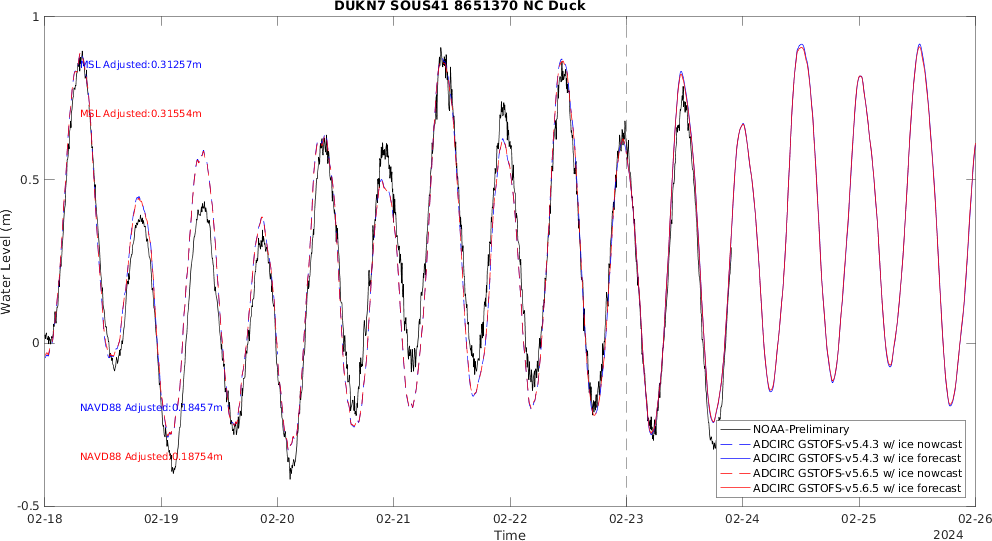 DUKN7 SOUS41 8651370 NC Duck
1
MSL Adjusted:0.31257m
MSL Adjusted:0.31554m
0.5
Water Level (m)
0
NAVD88 Adjusted:0.18457m
NAVD88 Adjusted:0.18754m
NOAA-Preliminary
ADCIRC GSTOFS-v5.4.3 w/ ice nowcast
ADCIRC GSTOFS-v5.4.3 w/ ice forecast
ADCIRC GSTOFS-v5.6.5 w/ ice nowcast
ADCIRC GSTOFS-v5.6.5 w/ ice forecast
-0.5
02-18 02-19 02-20 02-21 02-22 02-23 02-24 02-25 02-26
Time
2024